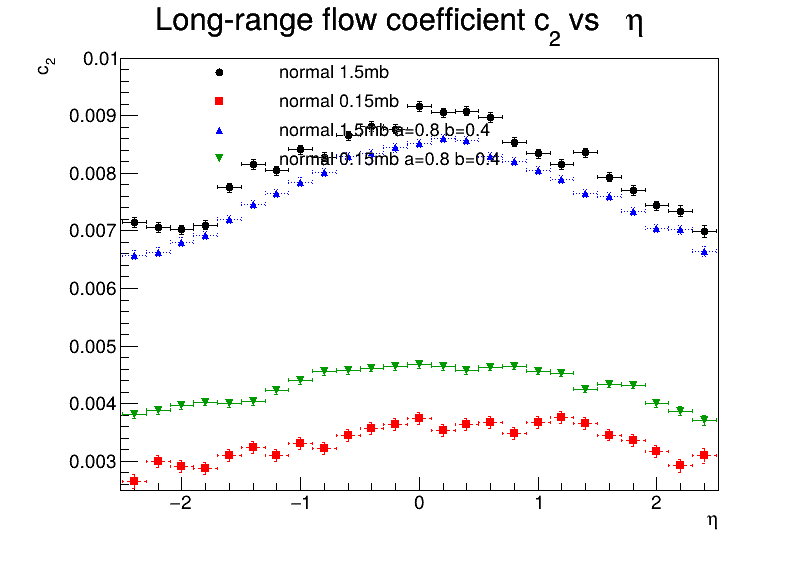 Long-range flow coefficient c₂ vs η
c₂
0.01
0.009
0.008
0.007
0.006
0.005
0.004
0.003
normal 1.5mb
normal 0.15mb
normal 1.5mb a=0.8 b=0.4
normal 0.15mb a=0.8 b=0.4
−2 −1 0 1 2
η